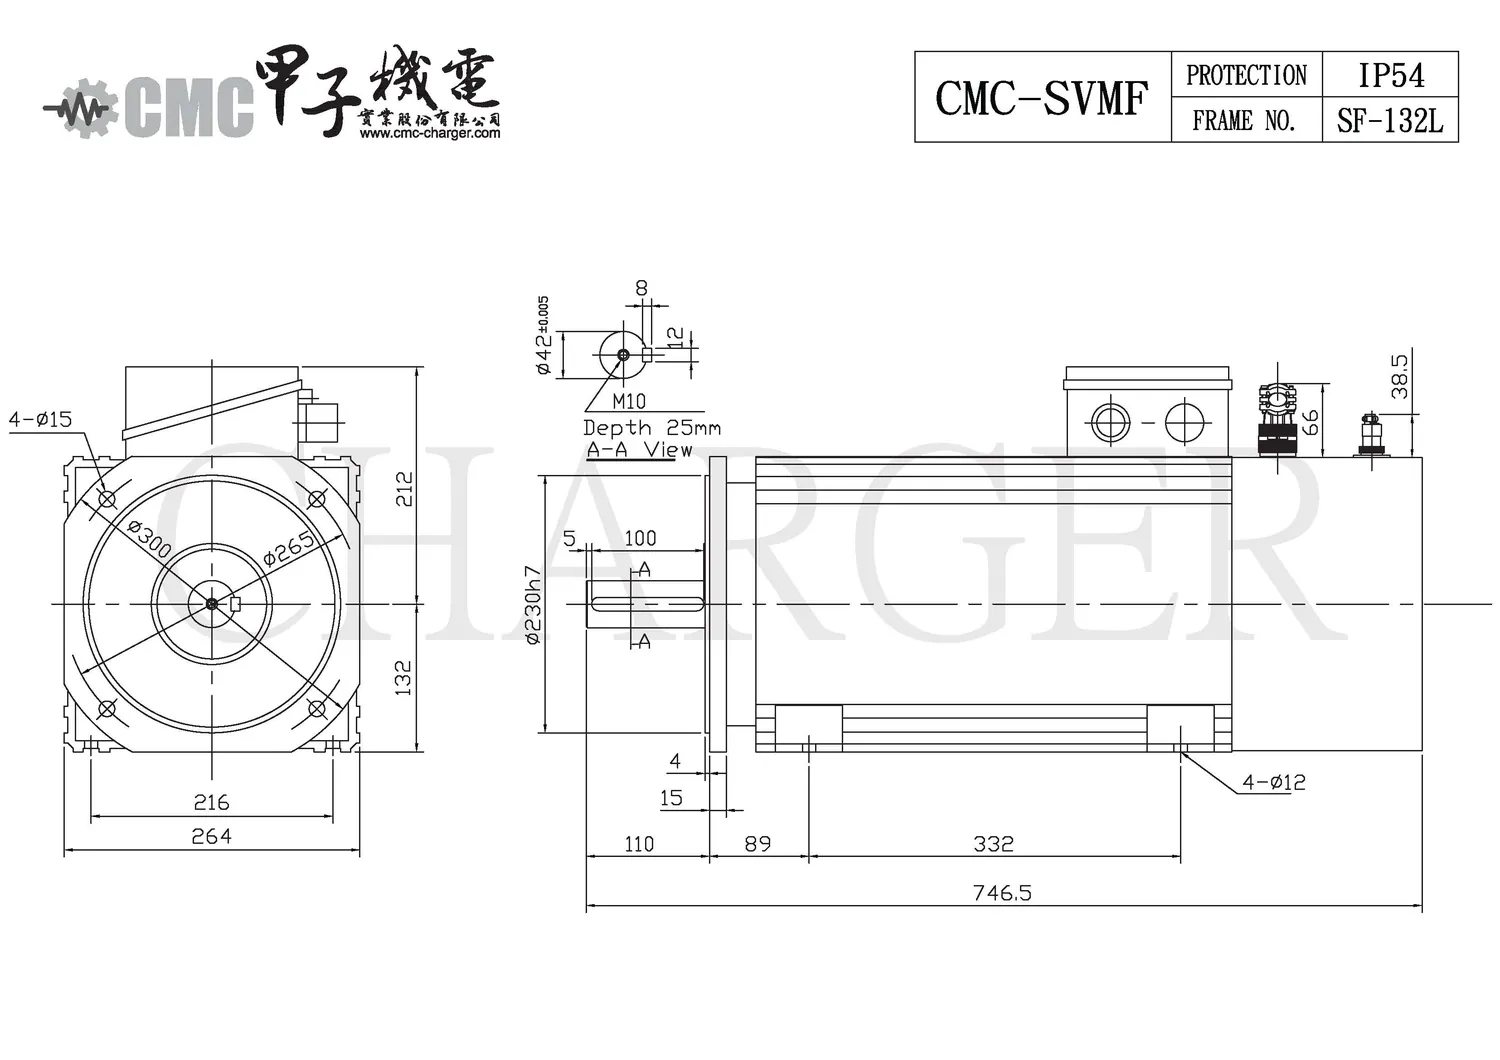 CMC 甲子機電
實業股份有限公司
www.cmc-charger.com
CMC-SVMF
PROTECTION
IP54
FRAME NO.
SF-132L
CHARGER
4-Ø15
Ø300
Ø265
212
132
216
264
8
12
Ø42±0.005
M10
Depth 25mm
A-A View
5
100
A
A
Ø230h7
4
15
110
89
332
746.5
66
38.5
4-Ø12